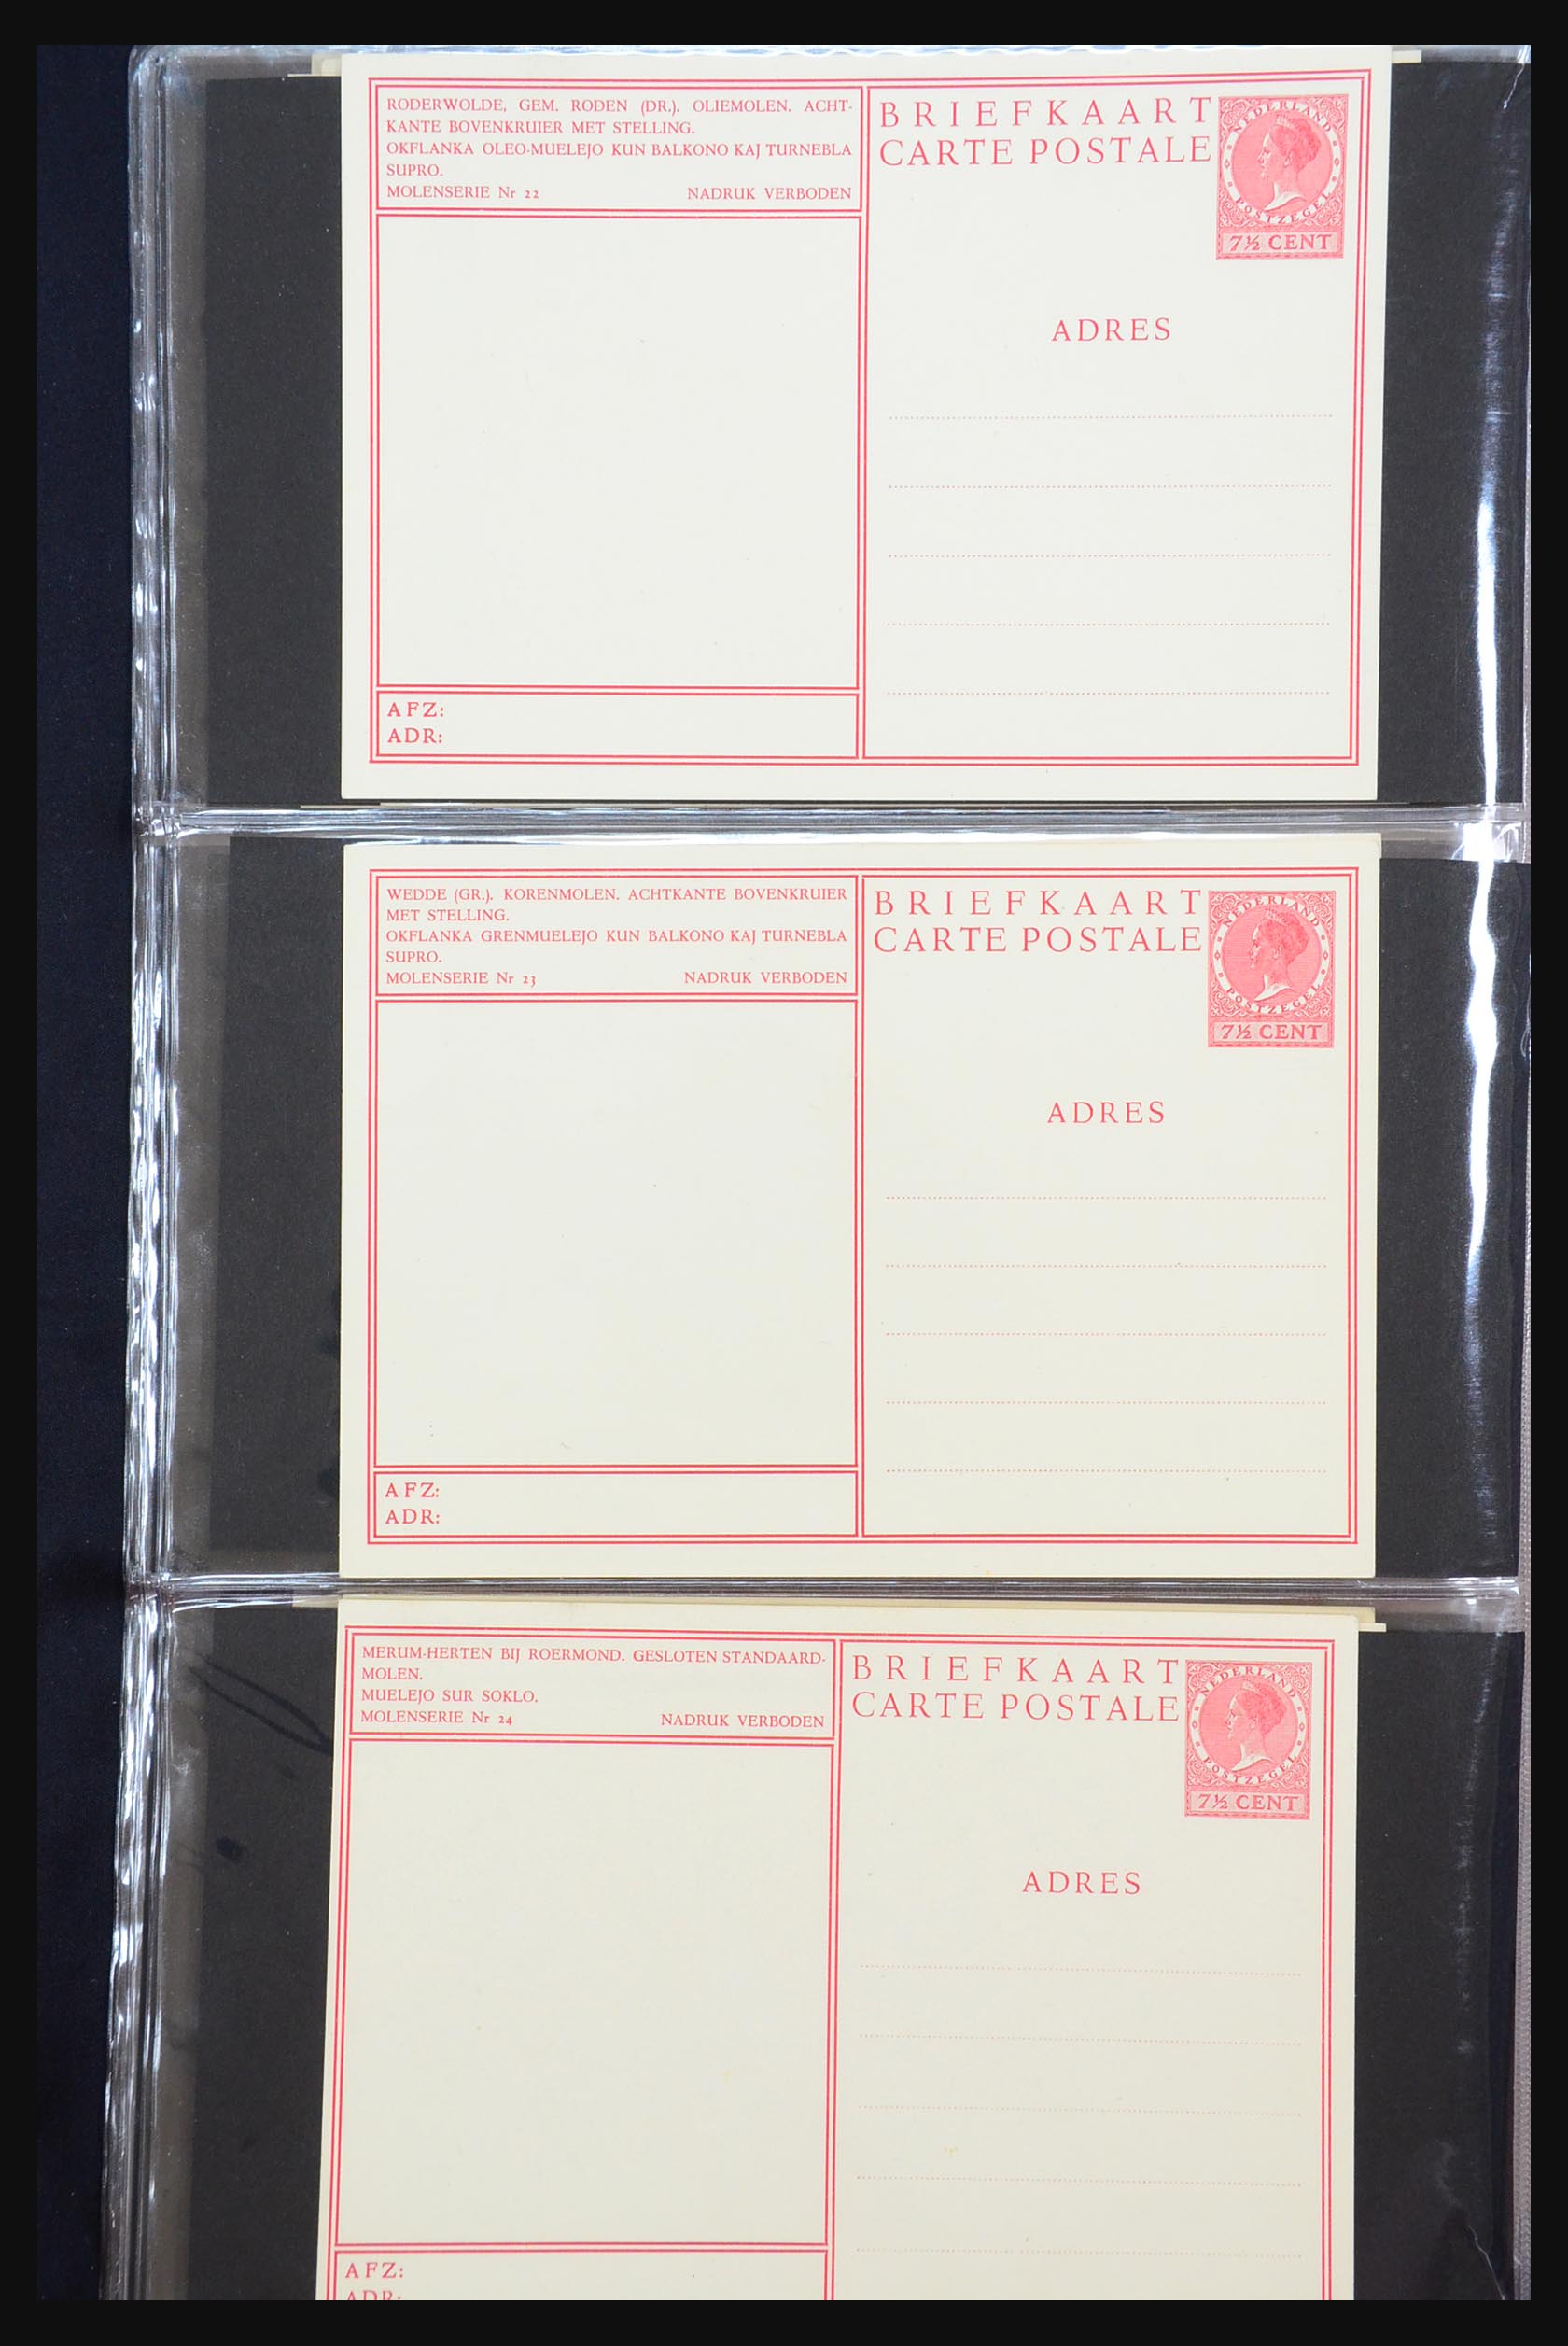 RODERWOLDE, GEM. RODEN (DR.). OLIEMOLEN. ACHT-
KANTE BOVENKRUIER MET STELLING.
OKFLANKA OLEO-MUELEJO KUN BALKONO KAJ TURNEBLA
SUPRO.
MOLENSERIE Nr 22 NADRUK VERBODEN
BRIEFKAART
CARTE POSTALE
NEDERLAND
POSTZEGEL
7½ CENT
ADRES
AFZ:
ADR:
WEDDE (GR.). KORENMOLEN. ACHTKANTE BOVENKRUIER
MET STELLING.
OKFLANKA GRENMUELEJO KUN BALKONO KAJ TURNEBLA
SUPRO.
MOLENSERIE Nr 23 NADRUK VERBODEN
BRIEFKAART
CARTE POSTALE
NEDERLAND
POSTZEGEL
7½ CENT
ADRES
AFZ:
ADR:
MERUM-HERTEN BIJ ROERMOND. GESLOTEN STANDAARD-
MOLEN.
MUELEJO SUR SOKLO.
MOLENSERIE Nr 24 NADRUK VERBODEN
BRIEFKAART
CARTE POSTALE
NEDERLAND
POSTZEGEL
7½ CENT
ADRES
AFZ:
ADR: